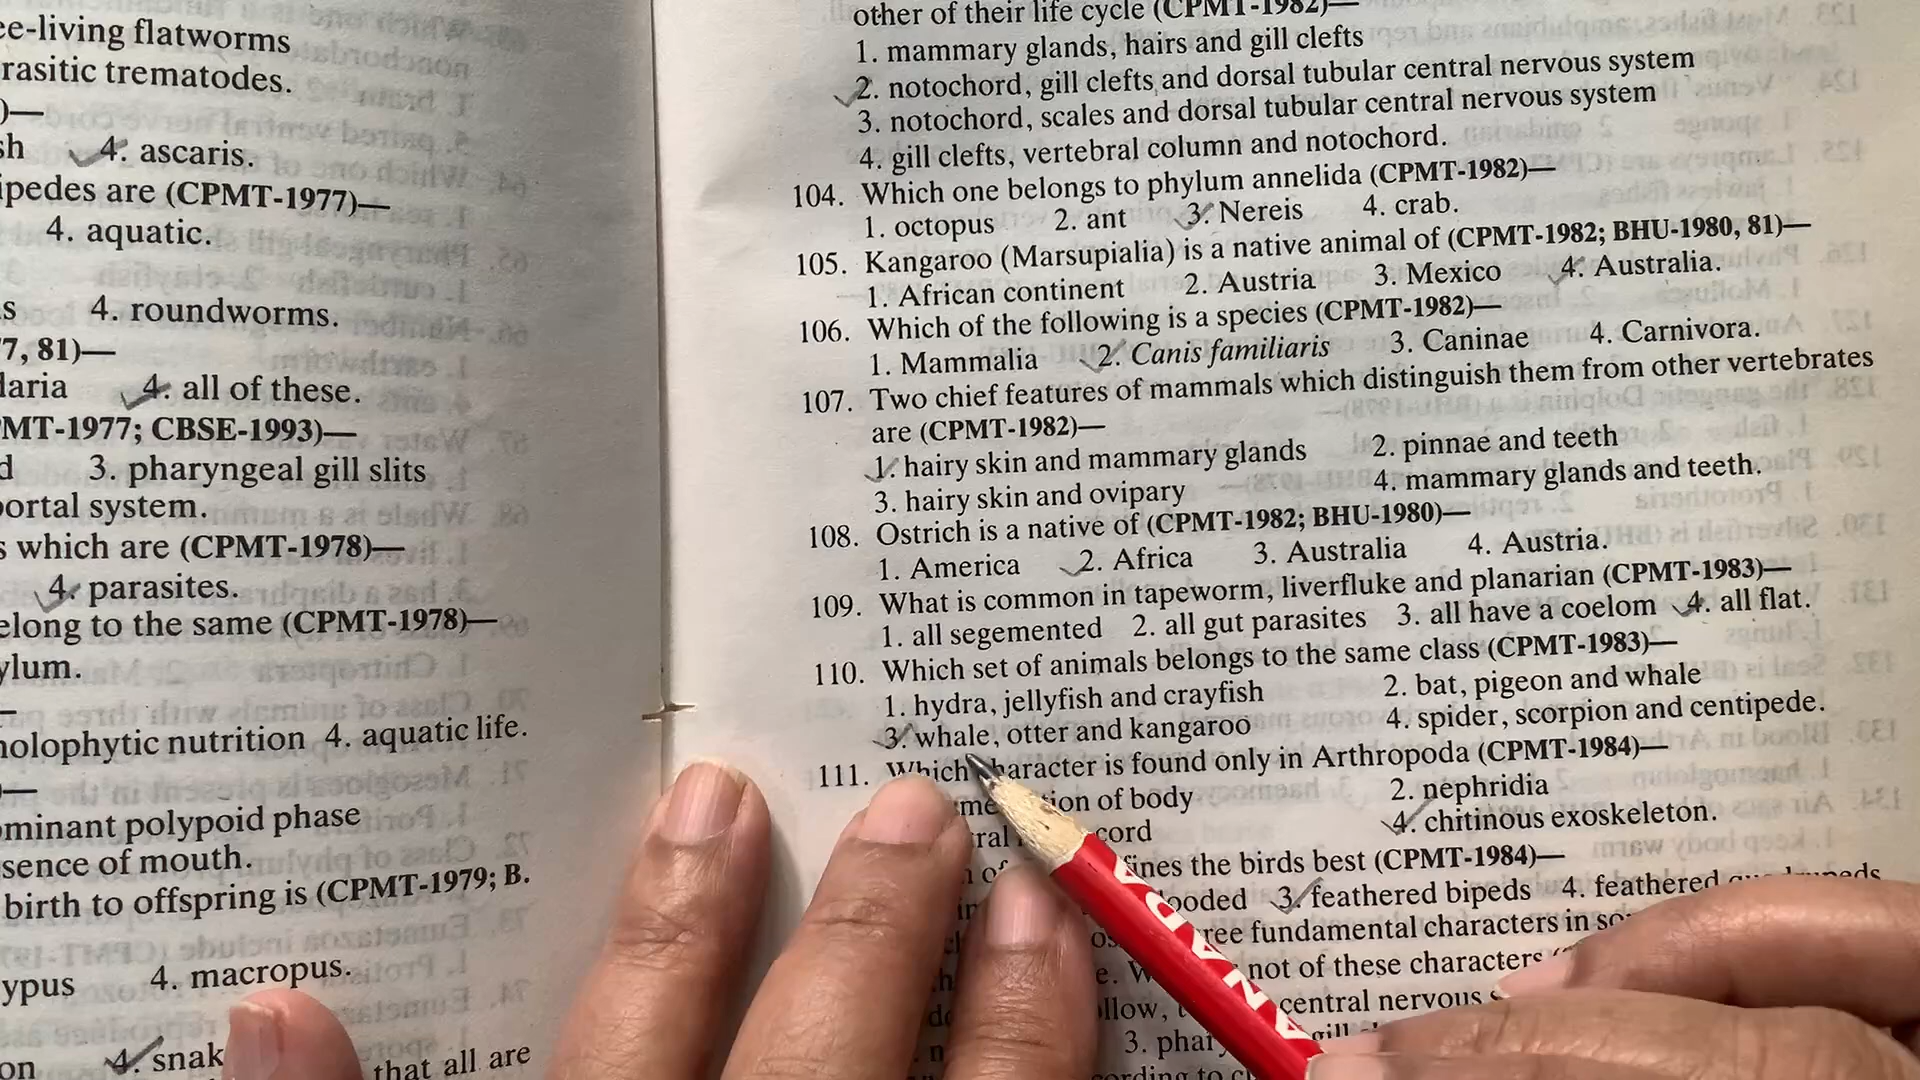 ee-living flatworms
rasitic trematodes.
)—
sh 4. ascaris.
ipedes are (CPMT-1977)—
4. aquatic.
s 4. roundworms.
7, 81)—
laria 4. all of these.
MT-1977; CBSE-1993)—
d 3. pharyngeal gill slits
ortal system.
s which are (CPMT-1978)—
4. parasites.
elong to the same (CPMT-1978)—
ylum.
holophytic nutrition 4. aquatic life.
)—
ominant polypoid phase
sence of mouth.
birth to offspring is (CPMT-1979; B.
ypus 4. macropus.
on 4. snak
that all are
other of their life cycle (CPMT-1982)—
1. mammary glands, hairs and gill clefts
2. notochord, gill clefts and dorsal tubular central nervous system
3. notochord, scales and dorsal tubular central nervous system
4. gill clefts, vertebral column and notochord.
104. Which one belongs to phylum annelida (CPMT-1982)—
1. octopus 2. ant 3. Nereis 4. crab.
105. Kangaroo (Marsupialia) is a native animal of (CPMT-1982; BHU-1980, 81)—
1. African continent 2. Austria 3. Mexico 4. Australia.
106. Which of the following is a species (CPMT-1982)—
1. Mammalia 2. Canis familiaris 3. Caninae 4. Carnivora.
107. Two chief features of mammals which distinguish them from other vertebrates
are (CPMT-1982)—
1. hairy skin and mammary glands 2. pinnae and teeth
3. hairy skin and ovipary 4. mammary glands and teeth.
108. Ostrich is a native of (CPMT-1982; BHU-1980)—
1. America 2. Africa 3. Australia 4. Austria.
109. What is common in tapeworm, liverfluke and planarian (CPMT-1983)—
1. all segemented 2. all gut parasites 3. all have a coelom 4. all flat.
110. Which set of animals belongs to the same class (CPMT-1983)—
1. hydra, jellyfish and crayfish 2. bat, pigeon and whale
3. whale, otter and kangaroo 4. spider, scorpion and centipede.
111. Which character is found only in Arthropoda (CPMT-1984)—
of body 2. nephridia
cord 4. chitinous exoskeleton.
fines the birds best (CPMT-1984)—
ooded 3. feathered bipeds 4. feathered
ree fundamental characters in so
not of these characters
ollow, central nervous
3. phar gill